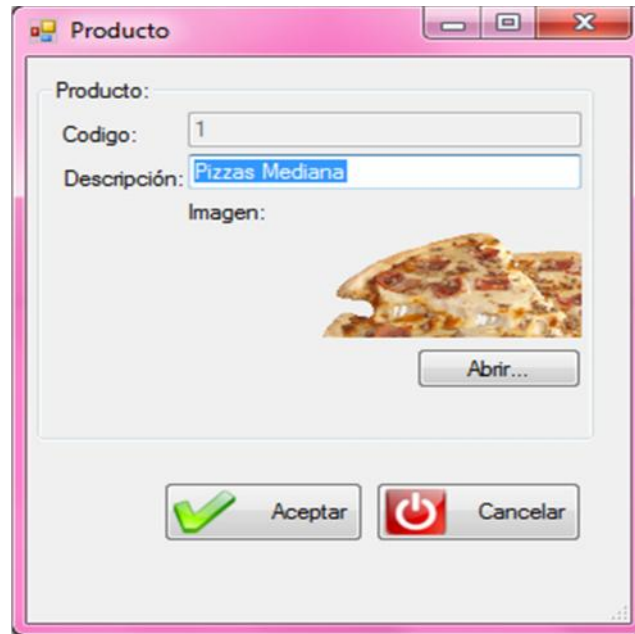 Producto
Producto:
Codigo: 1
Descripción: Pizzas Mediana
Imagen:
Abrir...
Aceptar Cancelar